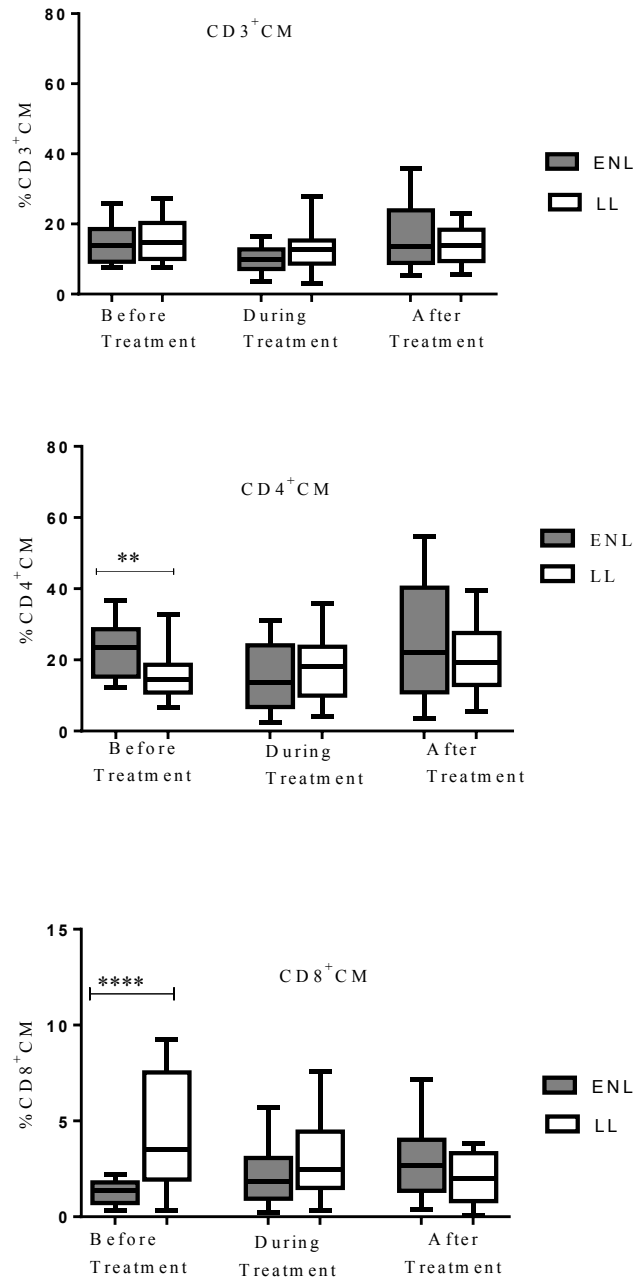 CD3⁺CM
%CD3⁺CM
80
60
40
20
0
ENL
LL
Before Treatment
During Treatment
After Treatment
CD4⁺CM
%CD4⁺CM
80
60
40
20
0
**
ENL
LL
Before Treatment
During Treatment
After Treatment
CD8⁺CM
%CD8⁺CM
15
10
5
0
****
ENL
LL
Before Treatment
During Treatment
After Treatment